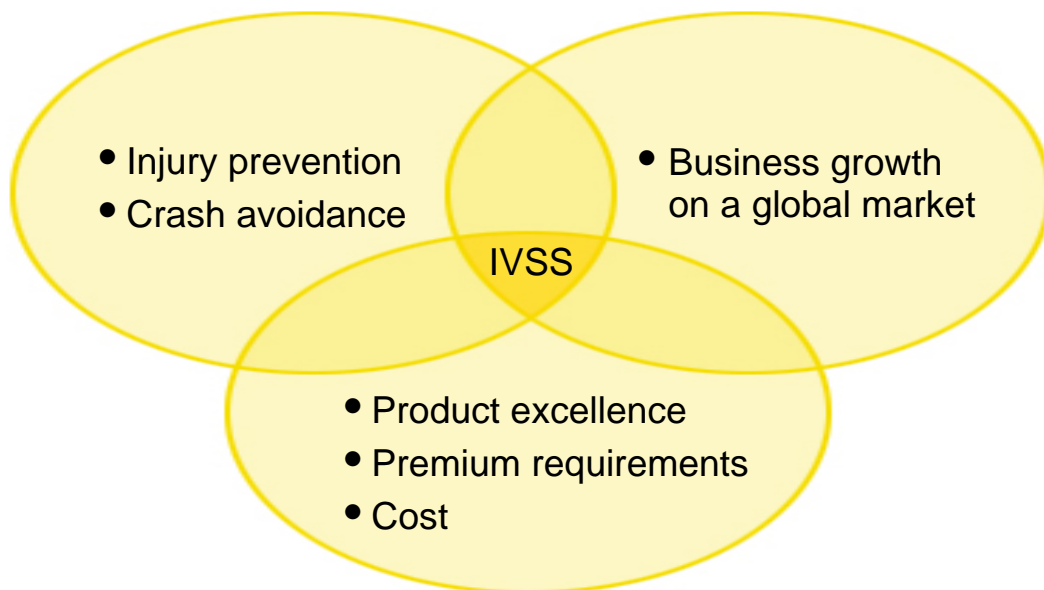 • Injury prevention
• Crash avoidance
• Business growth
on a global market
IVSS
• Product excellence
• Premium requirements
• Cost